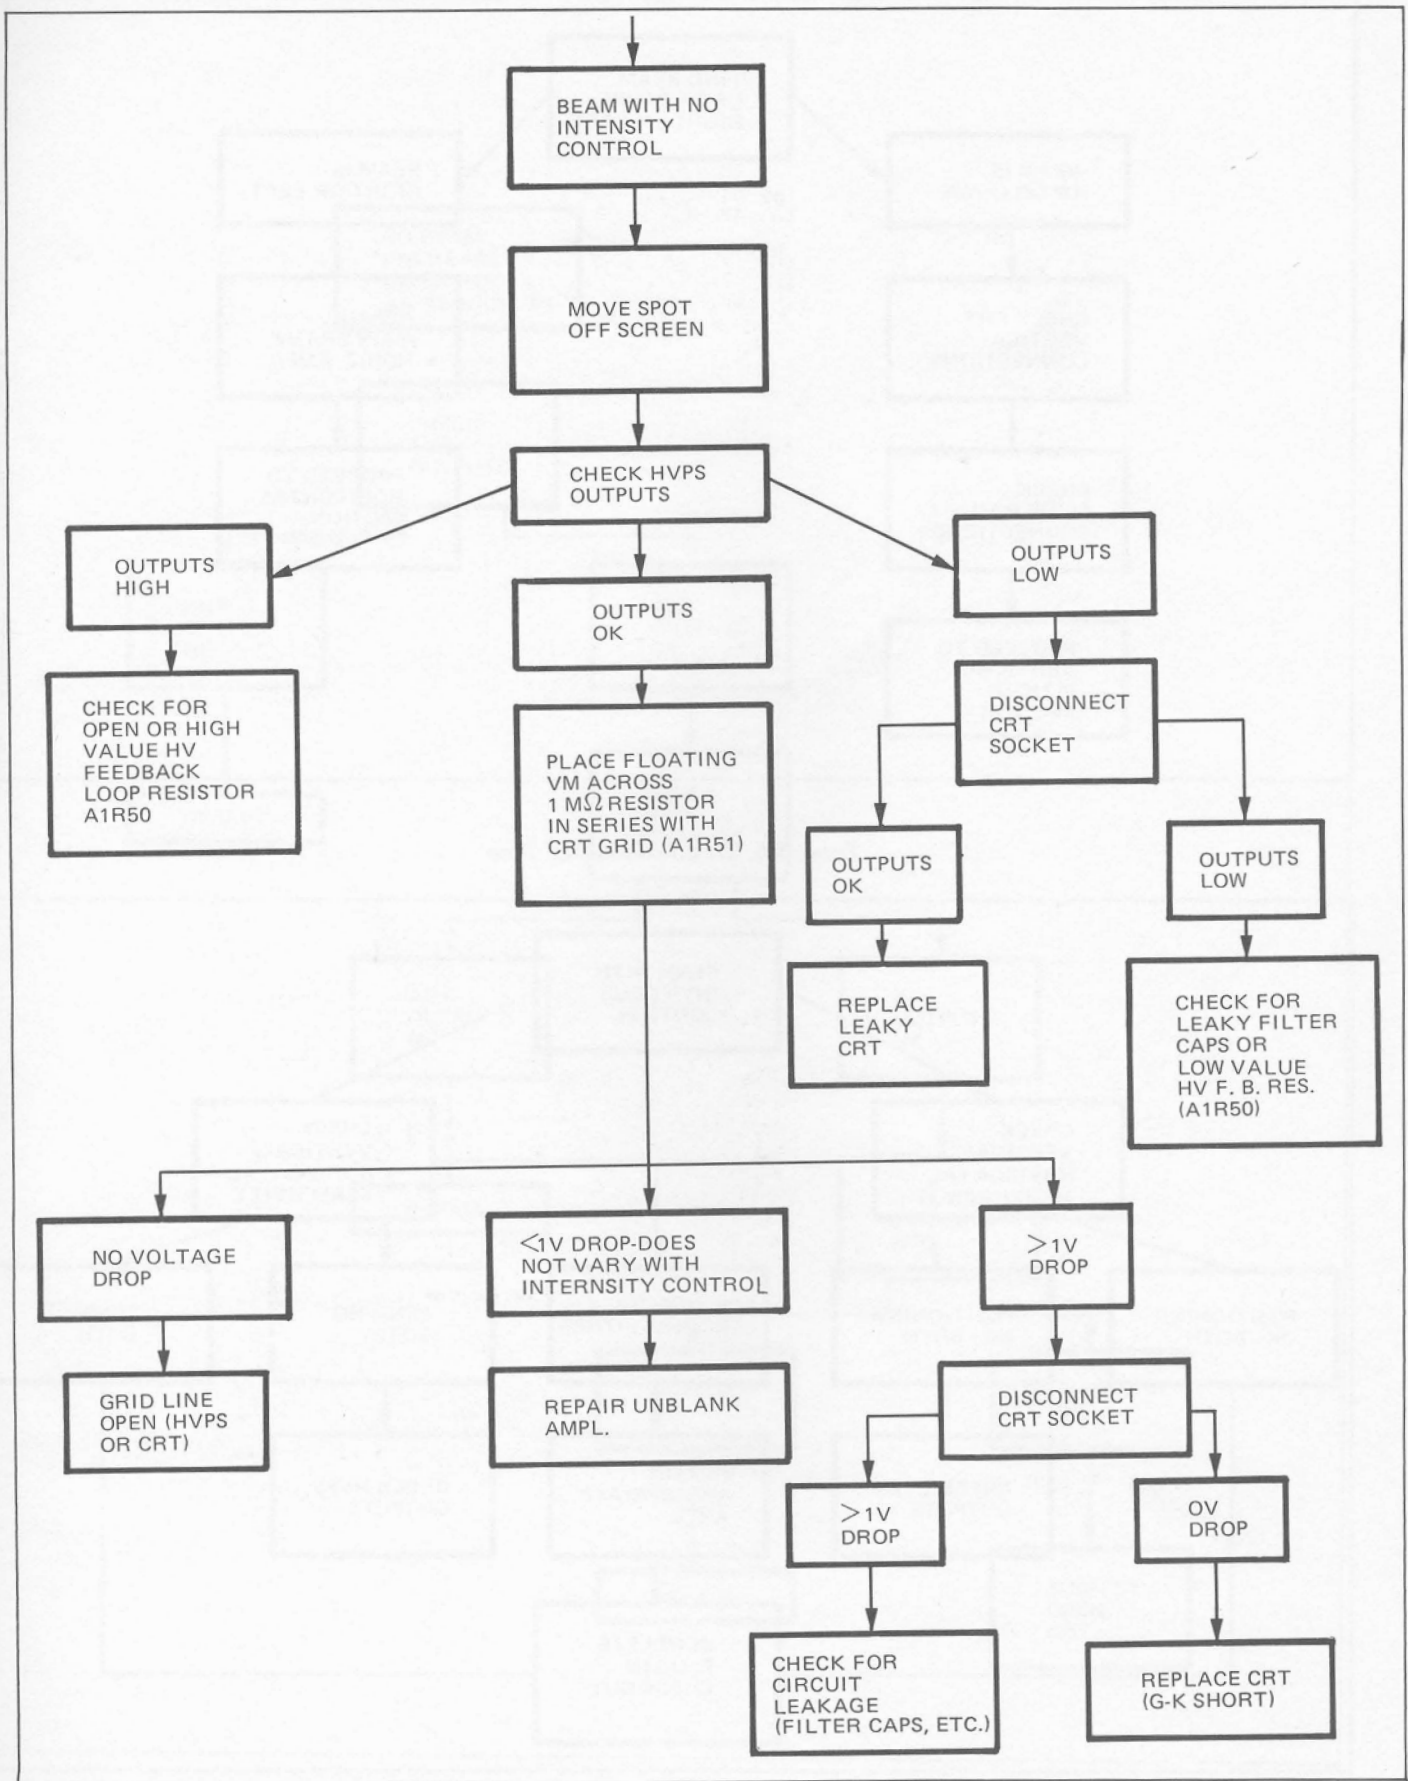 BEAM WITH NO
INTENSITY
CONTROL
MOVE SPOT
OFF SCREEN
CHECK HVPS
OUTPUTS
OUTPUTS
HIGH
OUTPUTS
OK
OUTPUTS
LOW
CHECK FOR
OPEN OR HIGH
VALUE HV
FEEDBACK
LOOP RESISTOR
A1R50
PLACE FLOATING
VM ACROSS
1 MΩ RESISTOR
IN SERIES WITH
CRT GRID (A1R51)
DISCONNECT
CRT
SOCKET
OUTPUTS
OK
OUTPUTS
LOW
REPLACE
LEAKY
CRT
CHECK FOR
LEAKY FILTER
CAPS OR
LOW VALUE
HV F. B. RES.
(A1R50)
NO VOLTAGE
DROP
<1V DROP-DOES
NOT VARY WITH
INTERNSITY CONTROL
>1V
DROP
GRID LINE
OPEN (HVPS
OR CRT)
REPAIR UNBLANK
AMPL.
DISCONNECT
CRT SOCKET
>1V
DROP
OV
DROP
CHECK FOR
CIRCUIT
LEAKAGE
(FILTER CAPS, ETC.)
REPLACE CRT
(G-K SHORT)